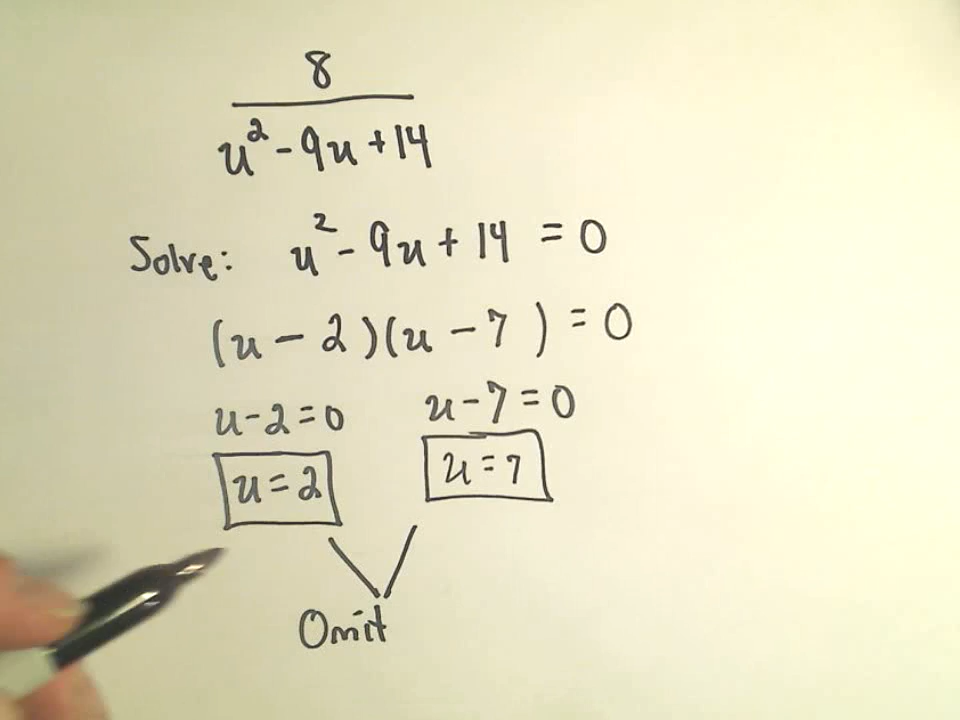 8
u² - 9u + 14
Solve: u² - 9u + 14 = 0
(u - 2)(u - 7) = 0
u - 2 = 0 u - 7 = 0
u = 2 u = 7
Omit